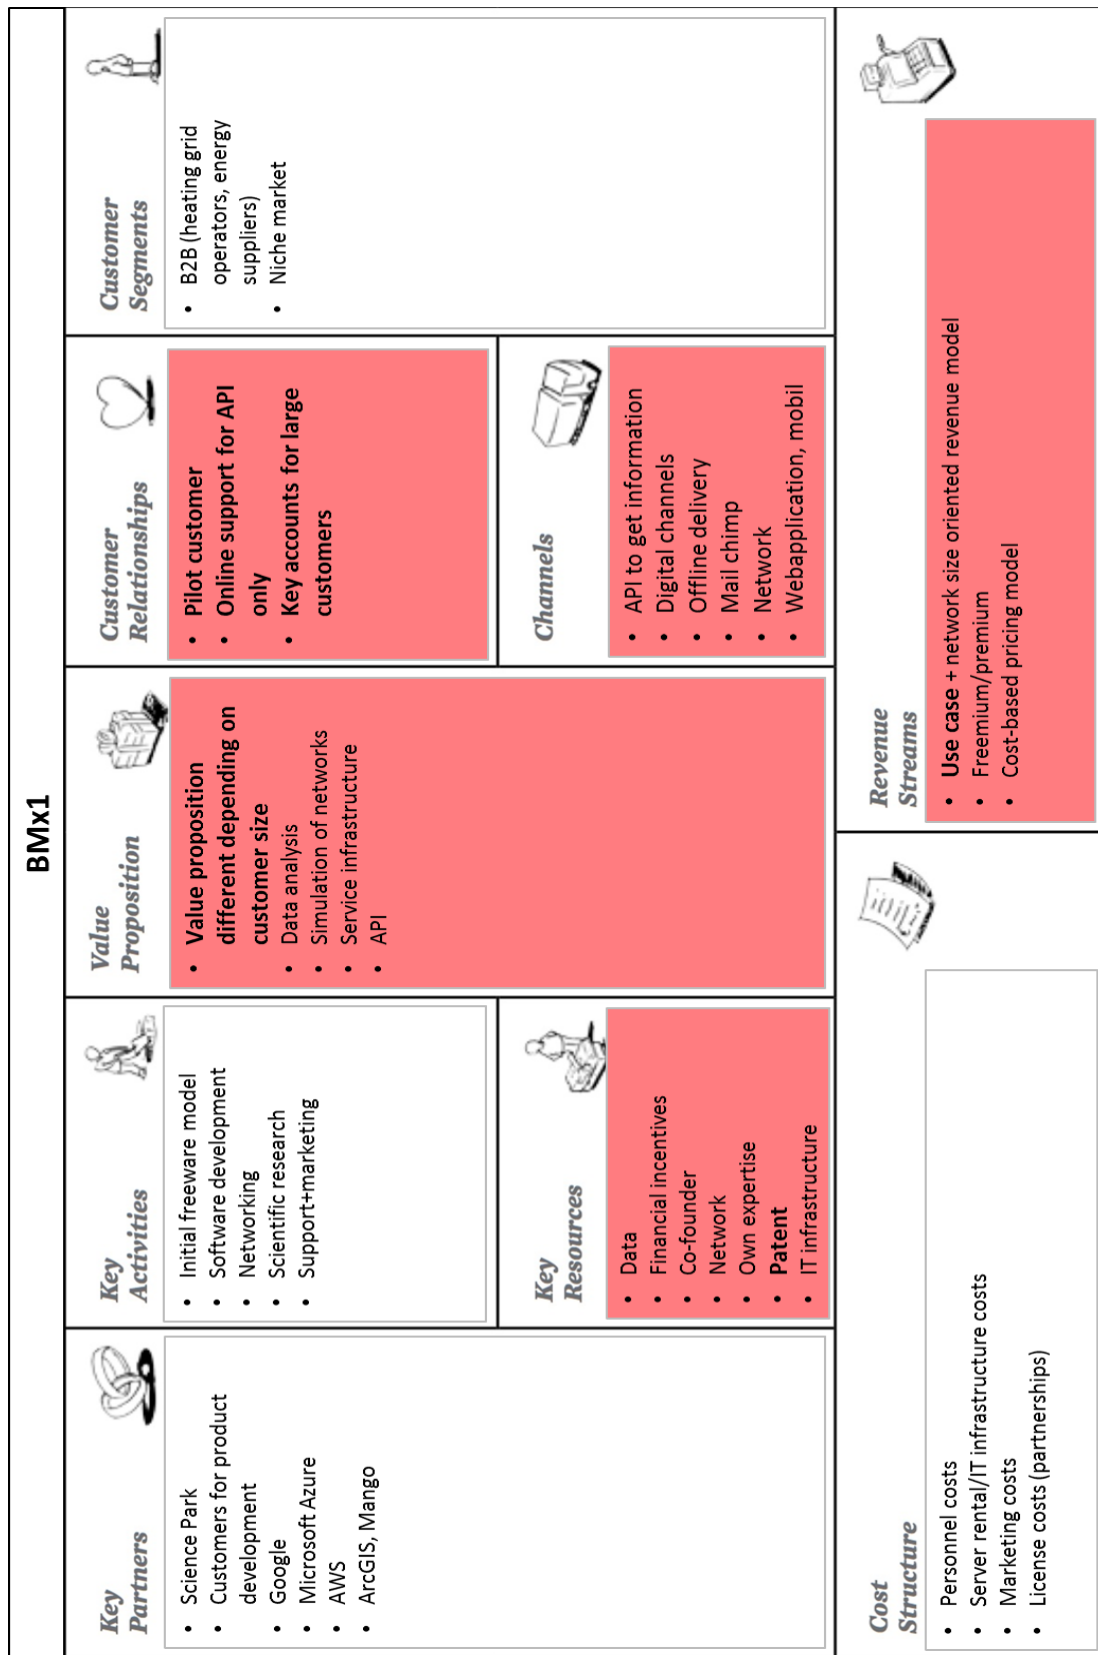 BMx1
Key
Partners
• Science Park
• Customers for product
development
• Google
• Microsoft Azure
• AWS
• ArcGIS, Mango
Key
Activities
• Initial freeware model
• Software development
• Networking
• Scientific research
• Support+marketing
Key
Resources
• Data
• Financial incentives
• Co-founder
• Network
• Own expertise
• Patent
• IT infrastructure
Value
Proposition
• Value proposition
different depending on
customer size
• Data analysis
• Simulation of networks
• Service infrastructure
• API
Customer
Relationships
• Pilot customer
• Online support for API
only
• Key accounts for large
customers
Channels
• API to get information
• Digital channels
• Offline delivery
• Mail chimp
• Network
• Webapplication, mobil
Customer
Segments
• B2B (heating grid
operators, energy
suppliers)
• Niche market
Cost
Structure
• Personnel costs
• Server rental/IT infrastructure costs
• Marketing costs
• License costs (partnerships)
Revenue
Streams
• Use case + network size oriented revenue model
• Freemium/premium
• Cost-based pricing model